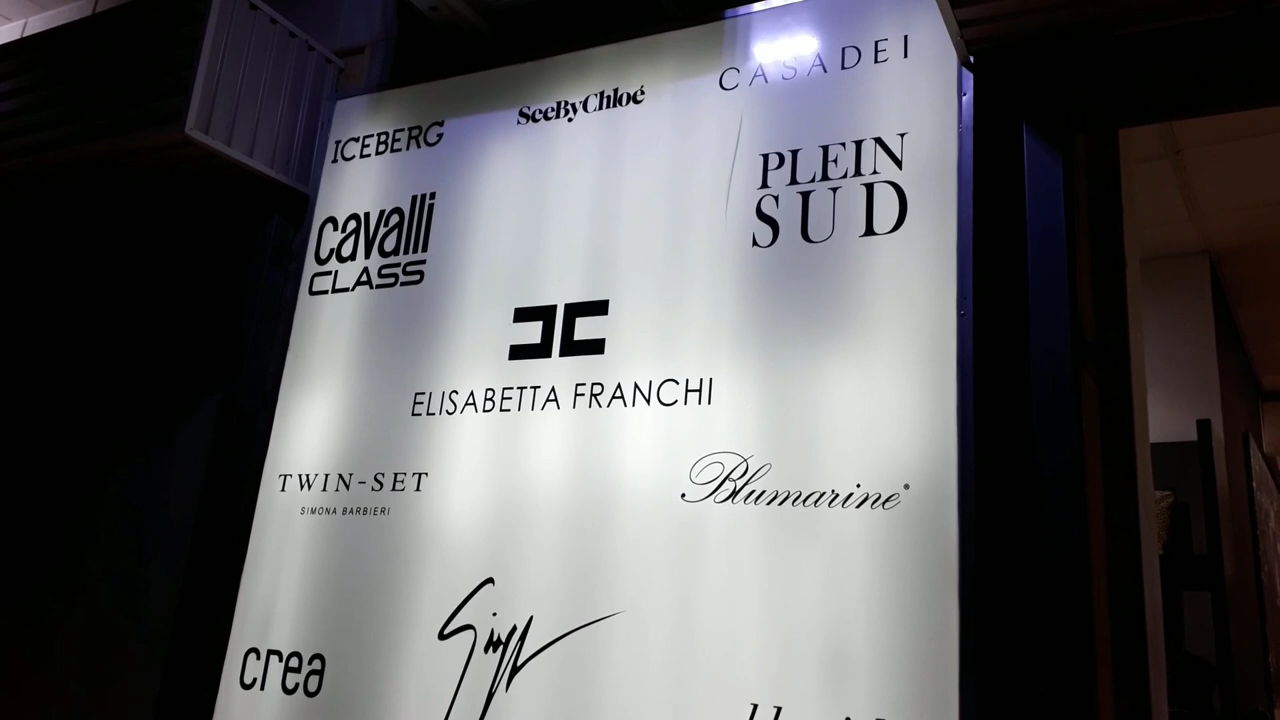 CASADEI
SeeByChloé
ICEBERG
PLEIN
SUD
cavalli
CLASS
ELISABETTA FRANCHI
TWIN-SET
SIMONA BARBIERI
Blumarine®
crea